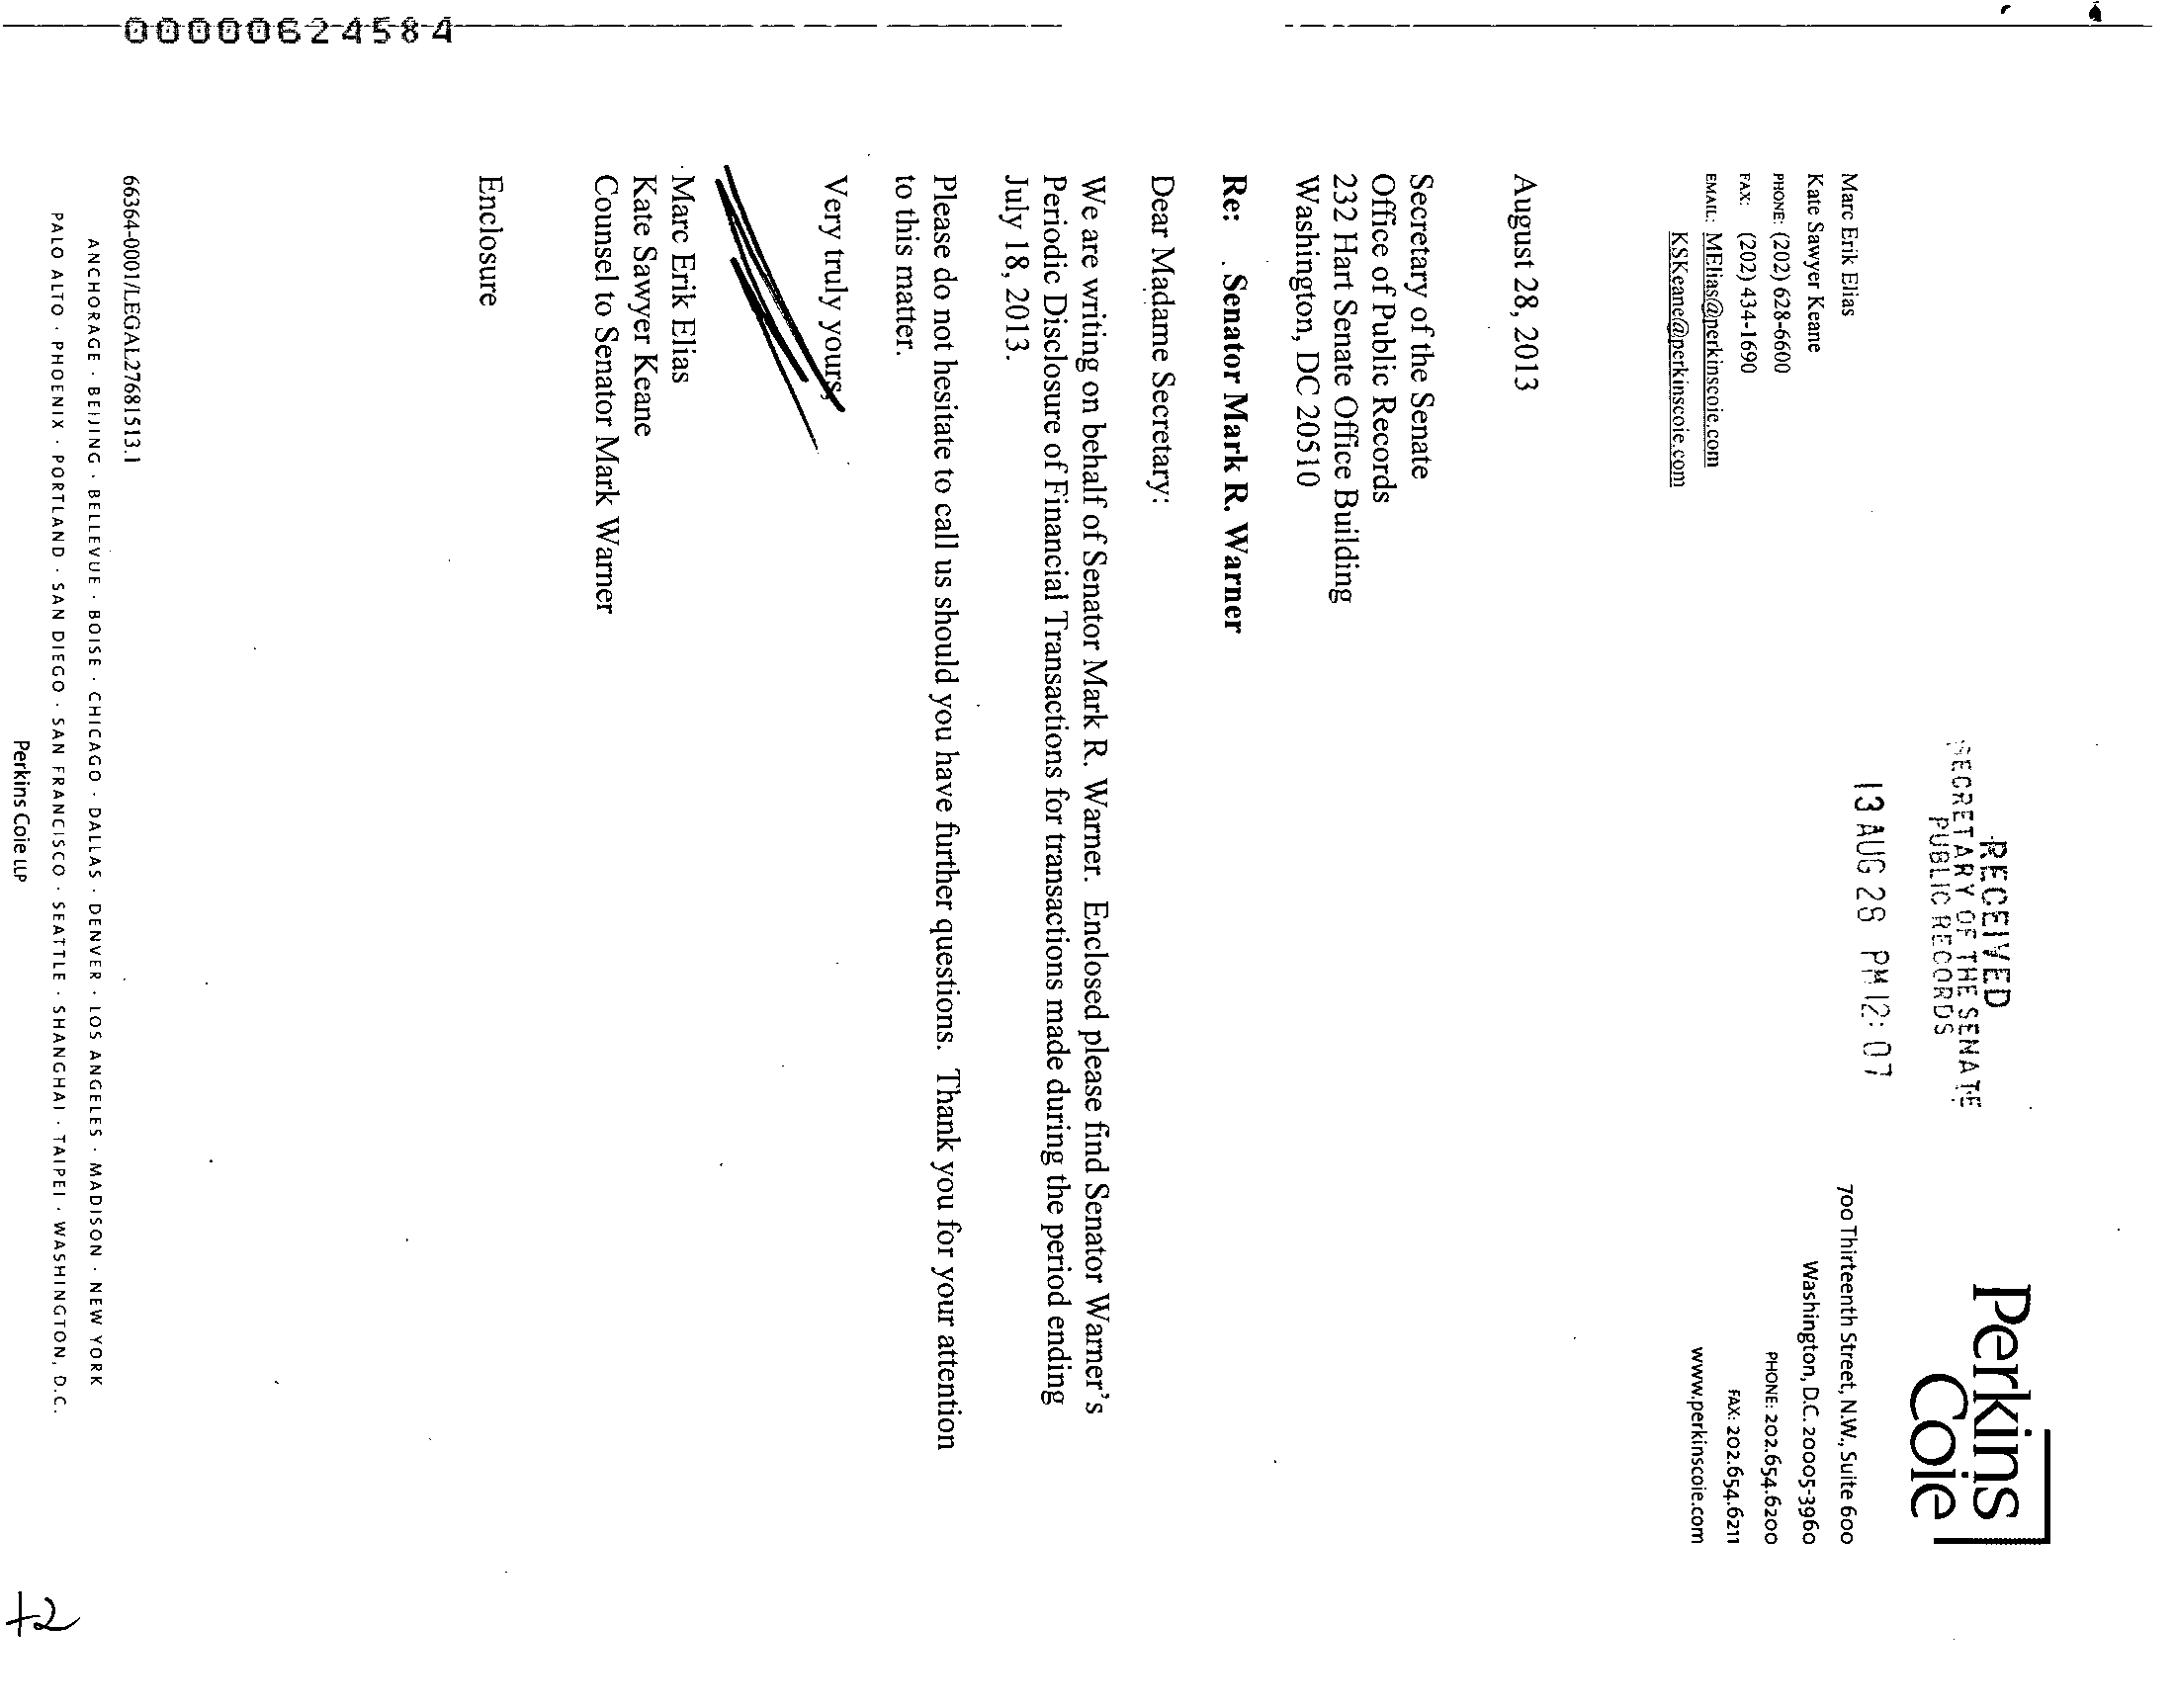 00000624584
RECEIVED
SECRETARY OF THE SENATE
PUBLIC RECORDS
13 AUG 28 PM 12:07
Perkins
Coie
Marc Erik Elias
Kate Sawyer Keane
PHONE: (202) 628-6600
FAX: (202) 434-1690
EMAIL: MElias@perkinscoie.com
KSKeane@perkinscoie.com
700 Thirteenth Street, N.W., Suite 600
Washington, D.C. 20005-3960
PHONE: 202.654.6200
FAX: 202.654.6211
www.perkinscoie.com
August 28, 2013
Secretary of the Senate
Office of Public Records
232 Hart Senate Office Building
Washington, DC 20510
Re: Senator Mark R. Warner
Dear Madame Secretary:
We are writing on behalf of Senator Mark R. Warner. Enclosed please find Senator Warner's
Periodic Disclosure of Financial Transactions for transactions made during the period ending
July 18, 2013.
Please do not hesitate to call us should you have further questions. Thank you for your attention
to this matter.
Very truly yours,
Marc Erik Elias
Kate Sawyer Keane
Counsel to Senator Mark Warner
Enclosure
66364-0001/LEGAL27681513.1
ANCHORAGE · BEIJING · BELLEVUE · BOISE · CHICAGO · DALLAS · DENVER · LOS ANGELES · MADISON · NEW YORK
PALO ALTO · PHOENIX · PORTLAND · SAN DIEGO · SAN FRANCISCO · SEATTLE · SHANGHAI · TAIPEI · WASHINGTON, D.C.
Perkins Coie LLP
+2